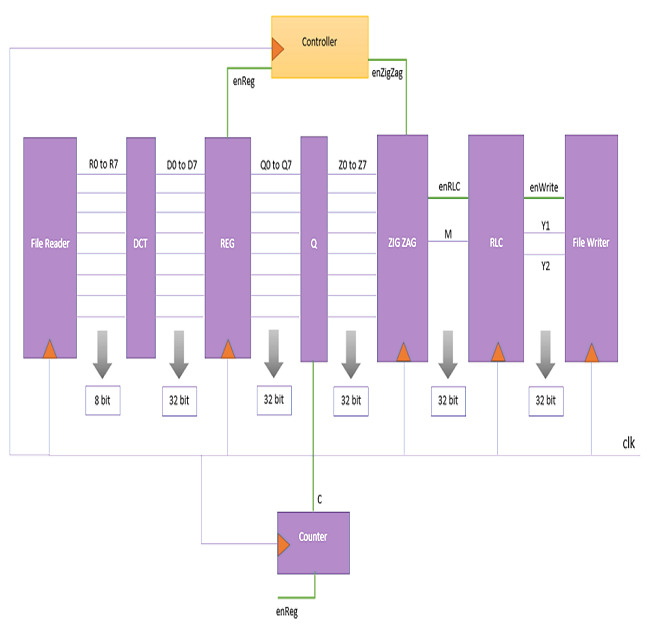 Controller
enReg
enZigZag
R0 to R7
D0 to D7
Q0 to Q7
Z0 to Z7
enRLC
enWrite
M
Y1
Y2
File Reader
DCT
REG
Q
ZIG ZAG
RLC
File Writer
8 bit
32 bit
32 bit
32 bit
32 bit
32 bit
clk
C
Counter
enReg